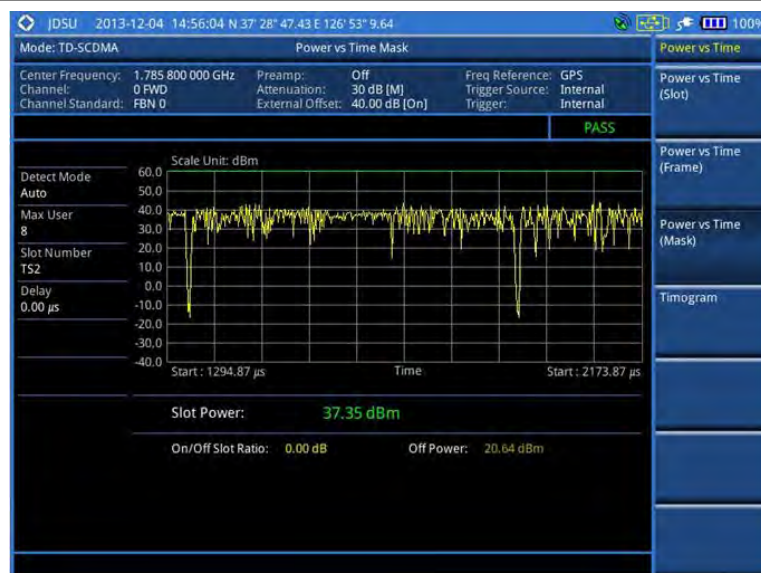 JDSU 2013-12-04 14:56:04 N 37' 28" 47.43 E 126' 53" 9.64 100%
Mode: TD-SCDMA Power vs Time Mask Power vs Time
Center Frequency: 1.785 800 000 GHz Preamp: Off Freq Reference: GPS
Channel: 0 FWD Attenuation: 30 dB [M] Trigger Source: Internal
Channel Standard: FBN 0 External Offset: 40.00 dB [On] Trigger: Internal
Power vs Time
(Slot)
PASS
Power vs Time
(Frame)
Power vs Time
(Mask)
Timogram
Detect Mode
Auto
Max User
8
Slot Number
TS2
Delay
0.00 µs
Scale Unit: dBm
60.0
50.0
40.0
30.0
20.0
10.0
0.0
-10.0
-20.0
-30.0
-40.0
Start : 1294.87 µs Time Start : 2173.87 µs
Slot Power: 37.35 dBm
On/Off Slot Ratio: 0.00 dB Off Power: 20.64 dBm